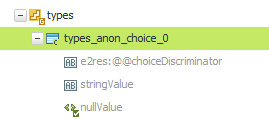 types
types_anon_choice_0
e2res:@@choiceDiscriminator
stringValue
nullValue